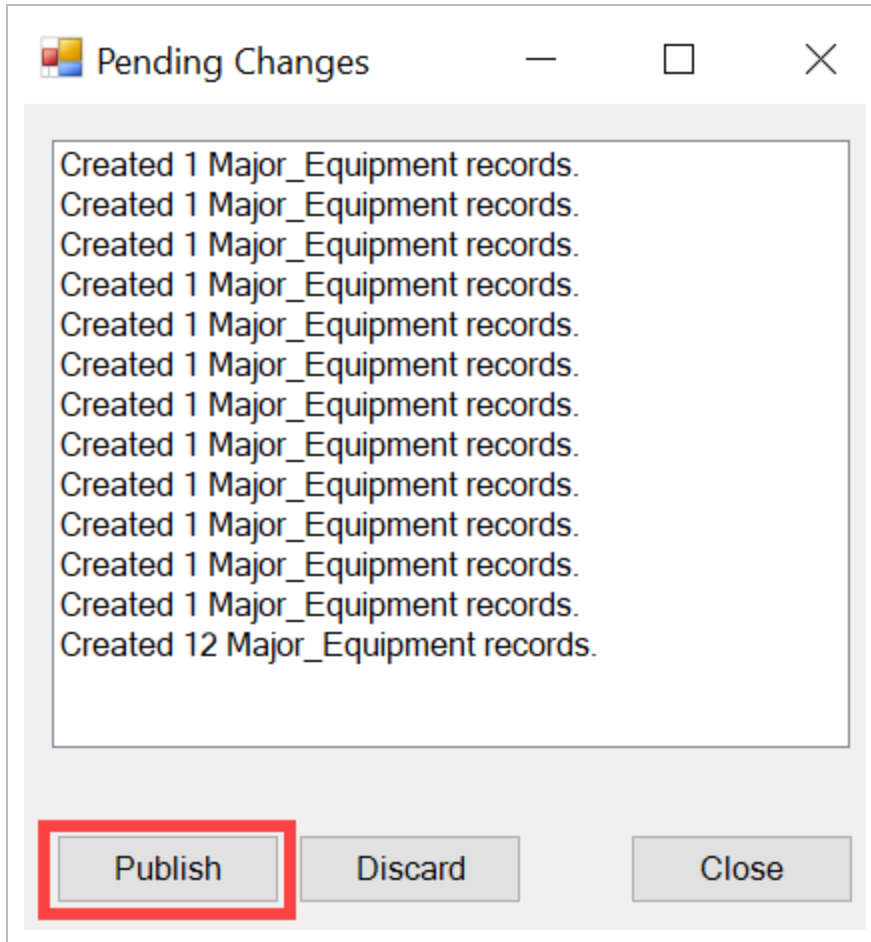 Pending Changes
Created 1 Major_Equipment records.
Created 1 Major_Equipment records.
Created 1 Major_Equipment records.
Created 1 Major_Equipment records.
Created 1 Major_Equipment records.
Created 1 Major_Equipment records.
Created 1 Major_Equipment records.
Created 1 Major_Equipment records.
Created 1 Major_Equipment records.
Created 1 Major_Equipment records.
Created 1 Major_Equipment records.
Created 1 Major_Equipment records.
Created 12 Major_Equipment records.
Publish Discard Close